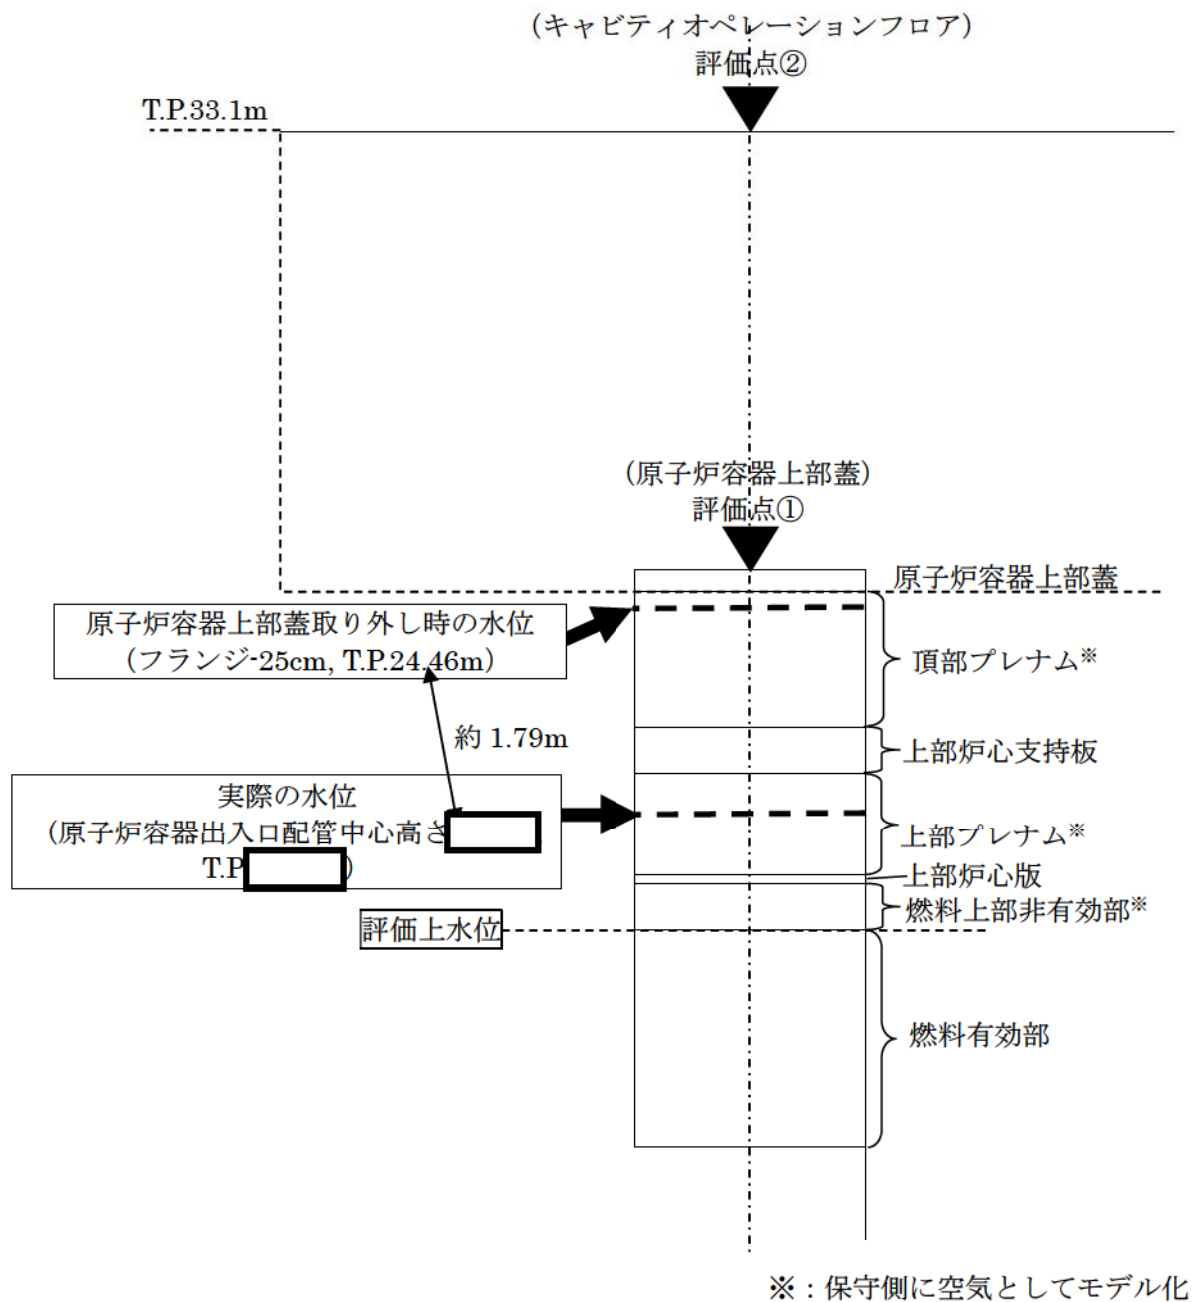 (キャビティオペレーションフロア)
評価点②
T.P.33.1m
(原子炉容器上部蓋)
評価点①
原子炉容器上部蓋
原子炉容器上部蓋取り外し時の水位
(フランジ-25cm, T.P.24.46m)
頂部プレナム※
約 1.79m
上部炉心支持板
実際の水位
(原子炉容器出入口配管中心高さ
T.P )
上部プレナム※
上部炉心版
燃料上部非有効部※
評価上水位
燃料有効部
※：保守側に空気としてモデル化